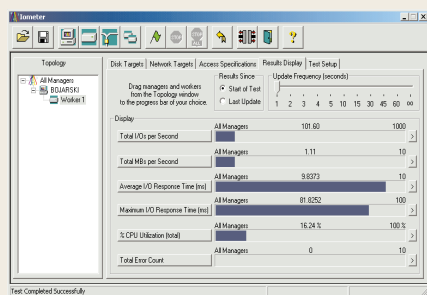 Iometer
Topology
All Managers
BOJARSKI
Worker 1
Disk Targets Network Targets Access Specifications Results Display Test Setup
Drag managers and workers
from the Topology window
to the progress bar of your choice.
Results Since
Start of Test
Last Update
Update Frequency (seconds)
1 2 3 4 5 10 15 30 45 60 ∞
Display
All Managers 101.60 1000
Total I/Os per Second >
All Managers 1.11 10
Total MBs per Second >
All Managers 9.8373 10
Average I/O Response Time (ms) >
All Managers 81.8252 100
Maximum I/O Response Time (ms) >
All Managers 16.24 % 100 %
% CPU Utilization (total) >
All Managers 0 10
Total Error Count >
Test Completed Successfully